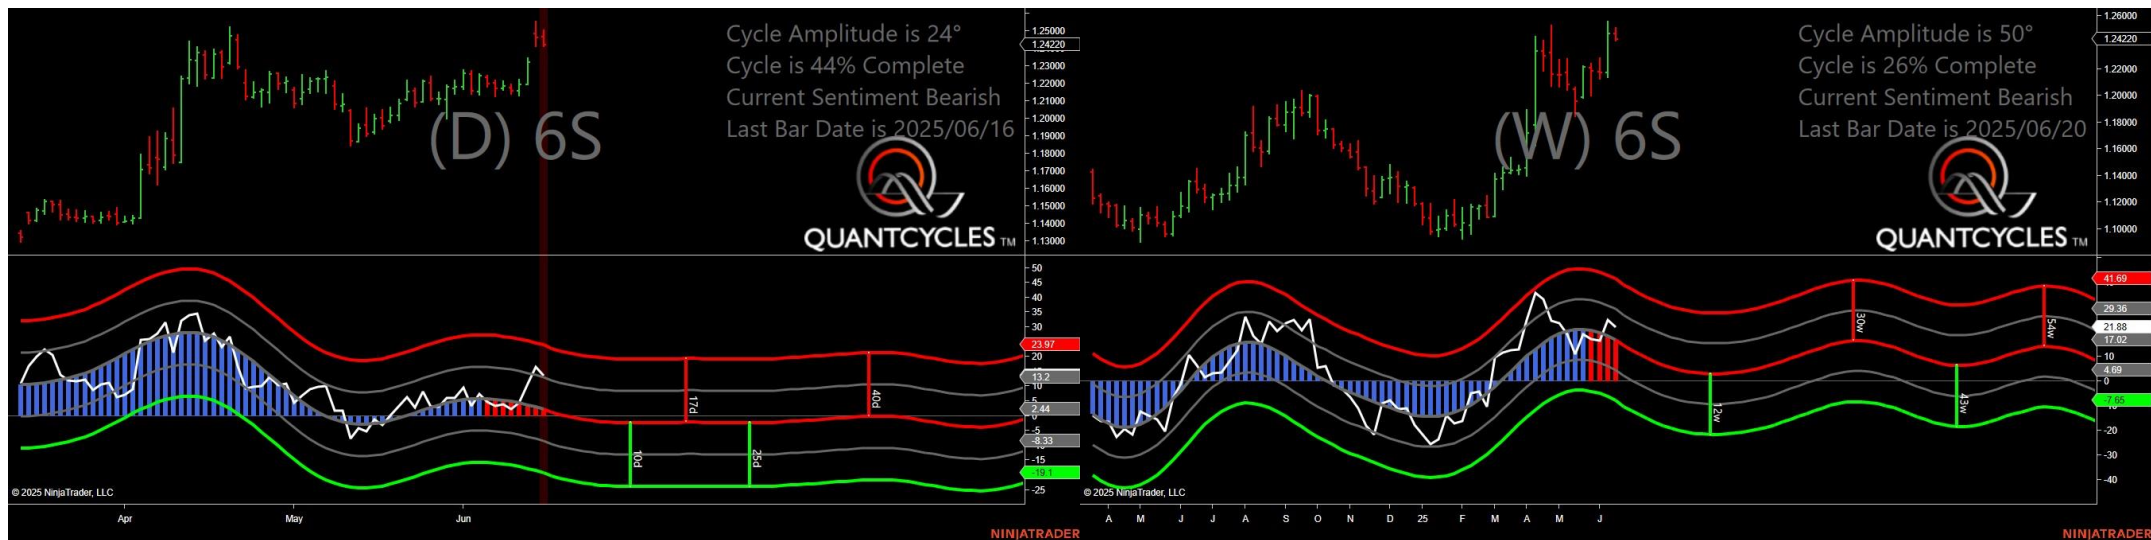 Cycle Amplitude is 24°
Cycle is 44% Complete
Current Sentiment Bearish
Last Bar Date is 2025/06/16
(D) 6S
QUANTCYCLES TM
1.25000
1.24220
1.23000
1.22000
1.21000
1.20000
1.19000
1.18000
1.17000
1.16000
1.15000
1.14000
1.13000
50
45
40
35
30
23.97
20
13.2
10
5
2.44
-5
-8.33
-15
-19.1
-25
17d
40d
10d
25d
© 2025 NinjaTrader, LLC
Apr
May
Jun
NINJATRADER
Cycle Amplitude is 50°
Cycle is 26% Complete
Current Sentiment Bearish
Last Bar Date is 2025/06/20
(W) 6S
QUANTCYCLES TM
1.26000
1.24220
1.22000
1.20000
1.18000
1.16000
1.14000
1.12000
1.10000
41.69
29.36
21.88
17.02
10
4.69
0
-7.65
-20
-30
-40
30w
54w
12w
43w
© 2025 NinjaTrader, LLC
A
M
J
J
A
S
O
N
D
25
F
M
A
M
J
NINJATRADER